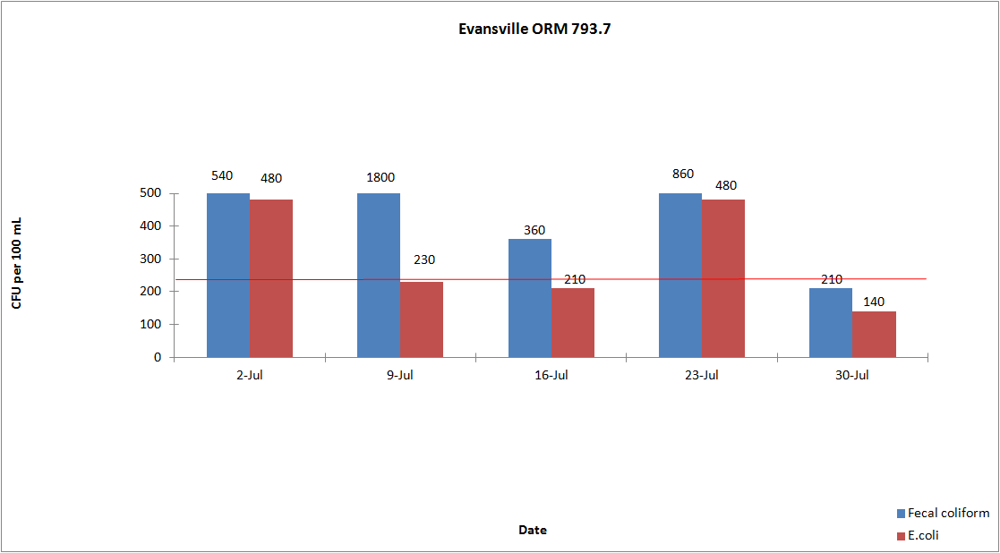 Evansville ORM 793.7
540
480
1800
230
360
210
860
480
210
140
500
400
300
200
100
0
CFU per 100 mL
2-Jul
9-Jul
16-Jul
23-Jul
30-Jul
Date
Fecal coliform
E.coli